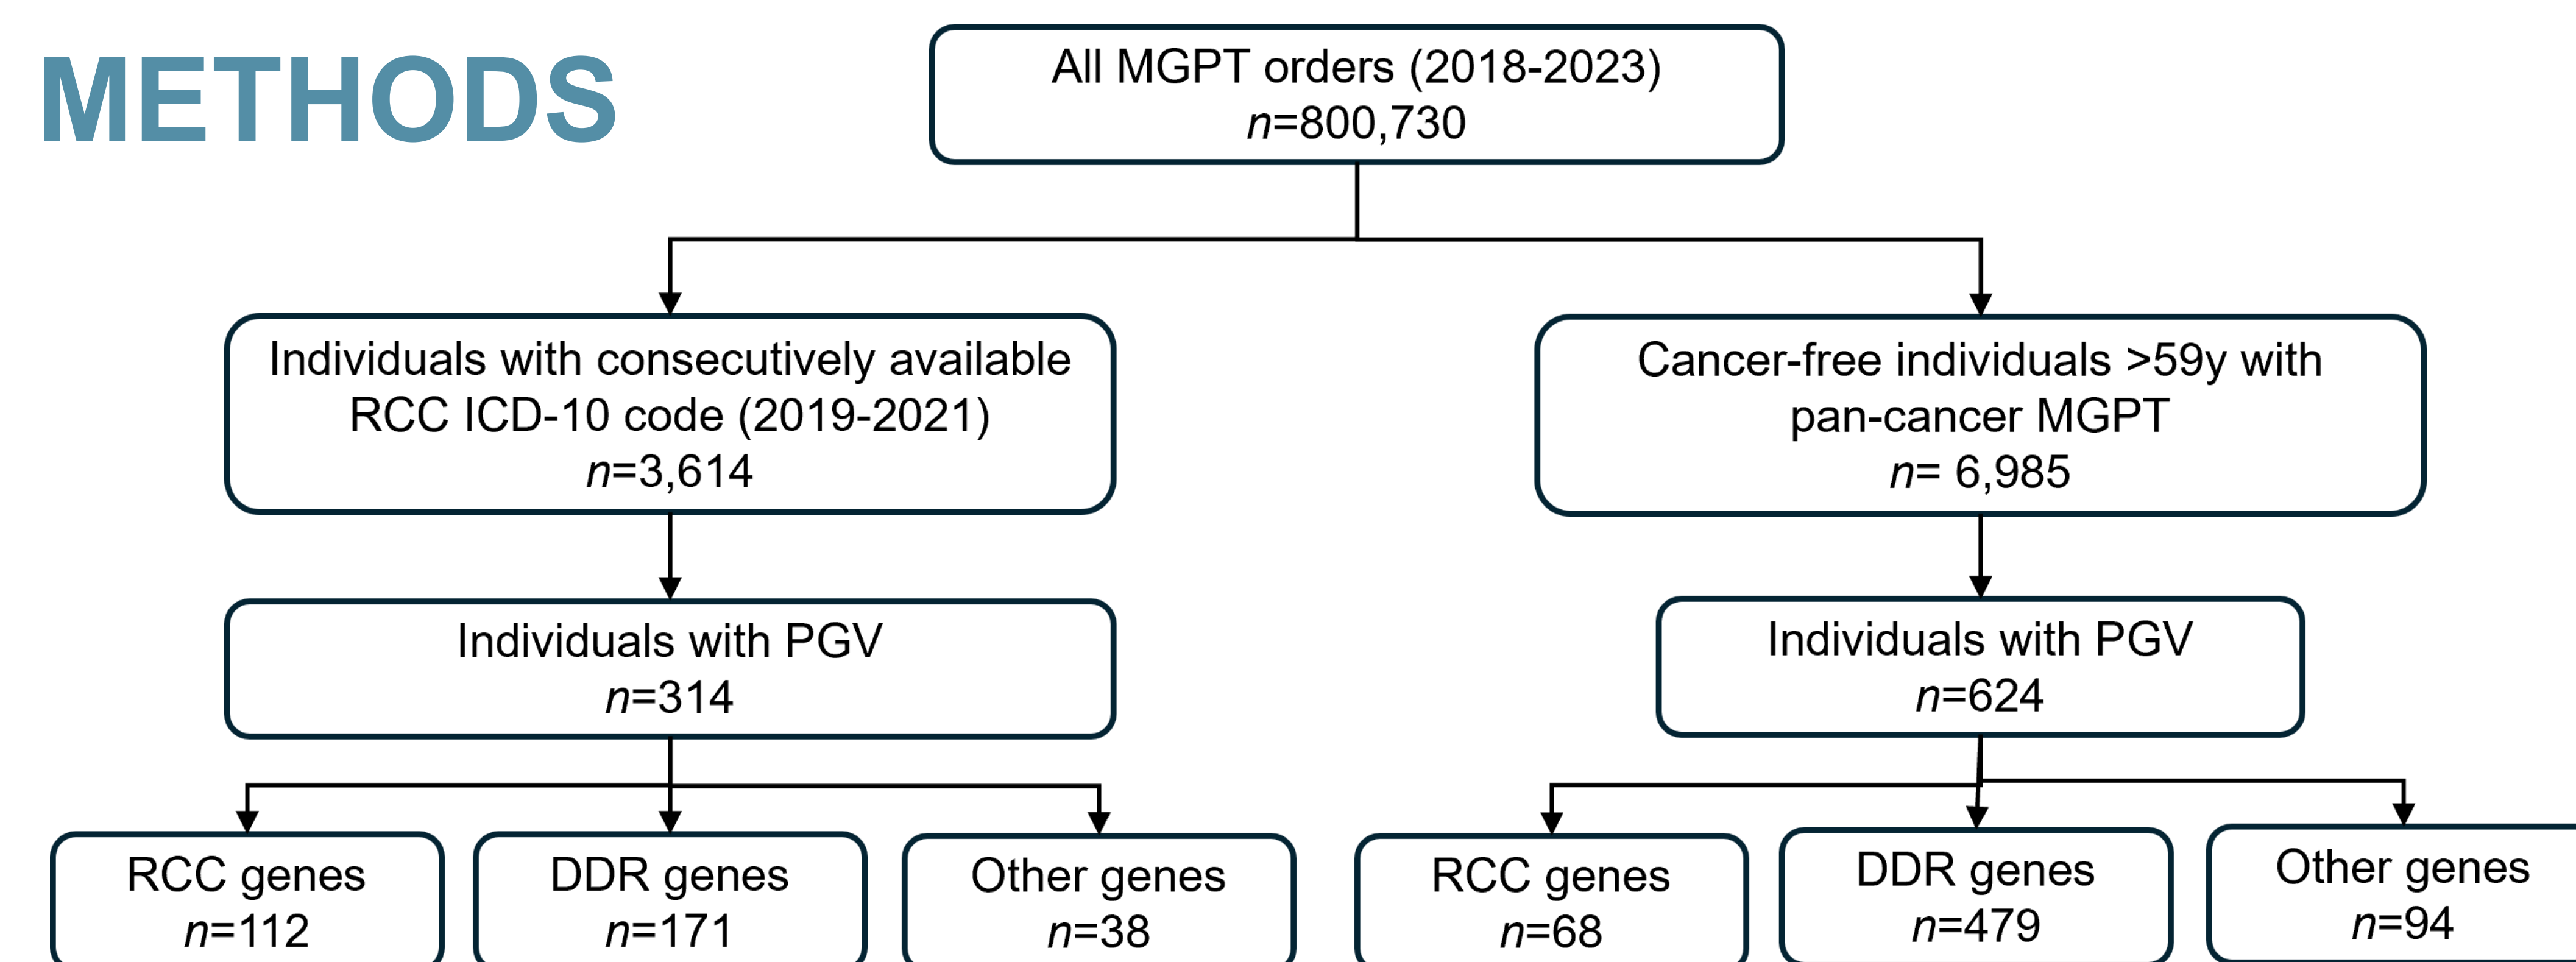 METHODS
All MGPT orders (2018-2023)
n=800,730
Individuals with consecutively available
RCC ICD-10 code (2019-2021)
n=3,614
Cancer-free individuals >59y with
pan-cancer MGPT
n= 6,985
Individuals with PGV
n=314
Individuals with PGV
n=624
RCC genes
n=112
DDR genes
n=171
Other genes
n=38
RCC genes
n=68
DDR genes
n=479
Other genes
n=94